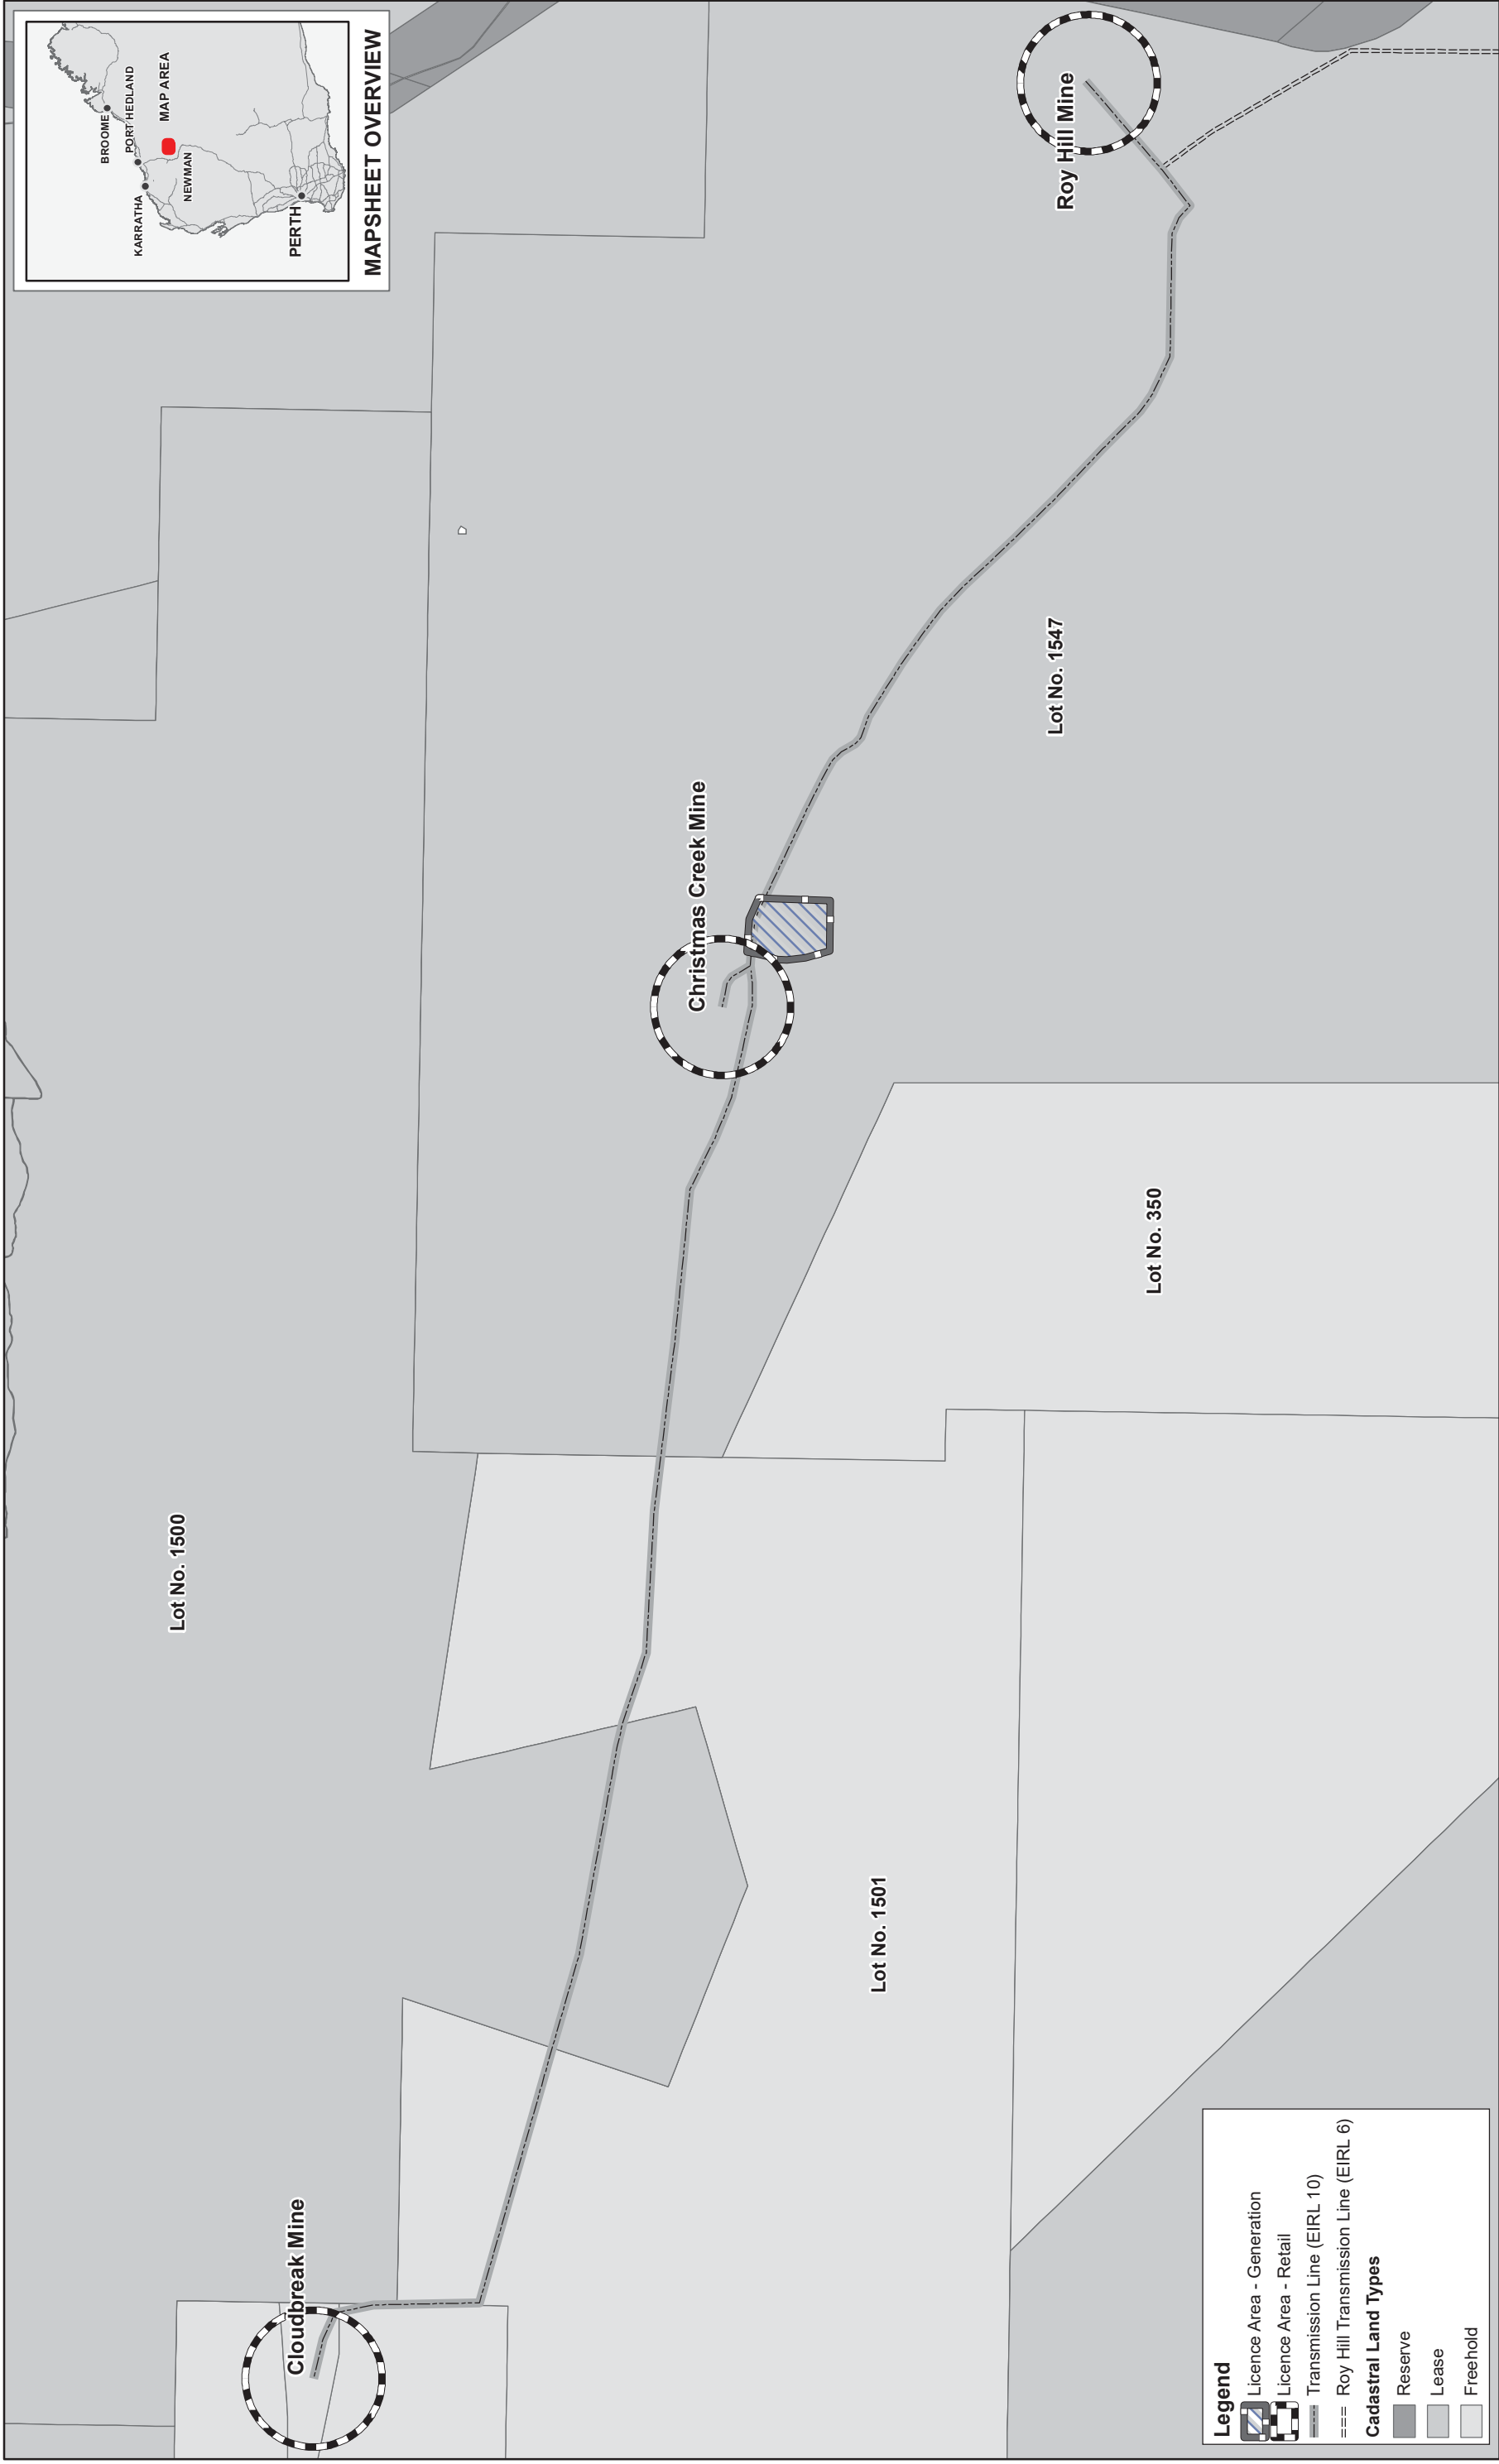 Lot No. 1500
Cloudbreak Mine
Christmas Creek Mine
Lot No. 1501
Lot No. 350
Lot No. 1547
Roy Hill Mine
BROOME
PORT HEDLAND
KARRATHA
MAP AREA
NEWMAN
PERTH
MAPSHEET OVERVIEW
Legend
Licence Area - Generation
Licence Area - Retail
Transmission Line (EIRL 10)
Roy Hill Transmission Line (EIRL 6)
Cadastral Land Types
Reserve
Lease
Freehold